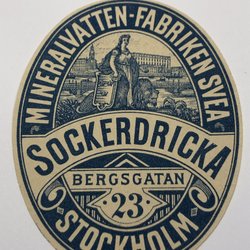 MINERALVATTEN-FABRIKEN SVEA
SOCKERDRICKA
BERGSGATAN
· 23 ·
STOCKHOLM